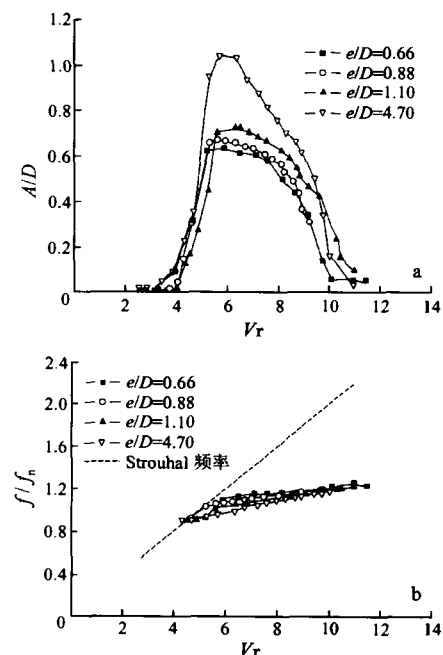 1.2
1.0
0.8
0.6
0.4
0.2
0
A/D
e/D=0.66
e/D=0.88
e/D=1.10
e/D=4.70
a
0 2 4 6 8 10 12 14
Vr
2.4
2.0
1.6
1.2
0.8
0.4
0
f/fn
e/D=0.66
e/D=0.88
e/D=1.10
e/D=4.70
Strouhal 频率
b
2 4 6 8 10 12 14
Vr